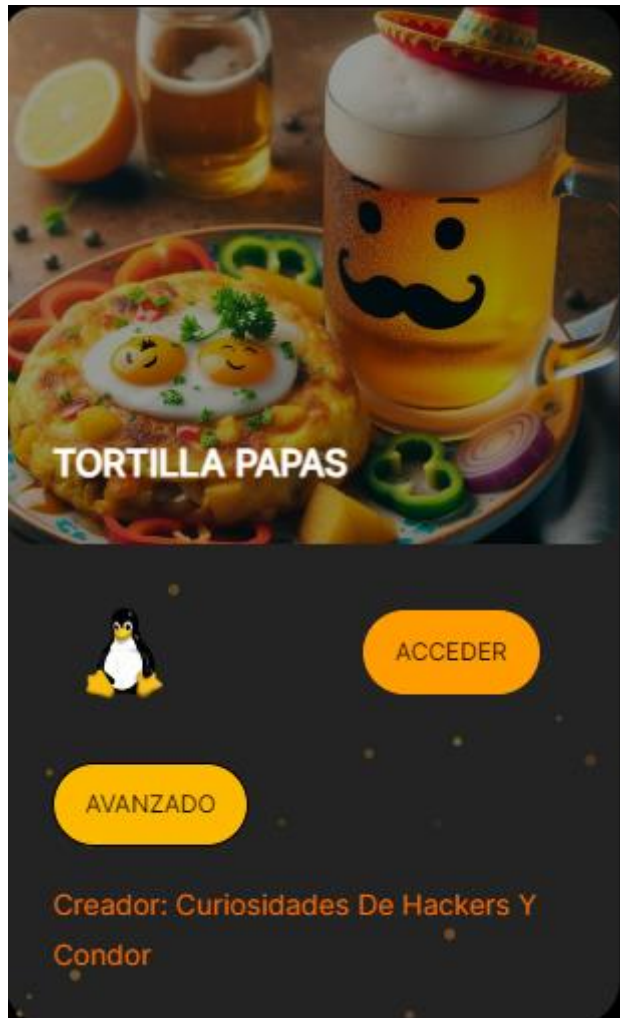 TORTILLA PAPAS
ACCEDER
AVANZADO
Creador: Curiosidades De Hackers Y
Condor